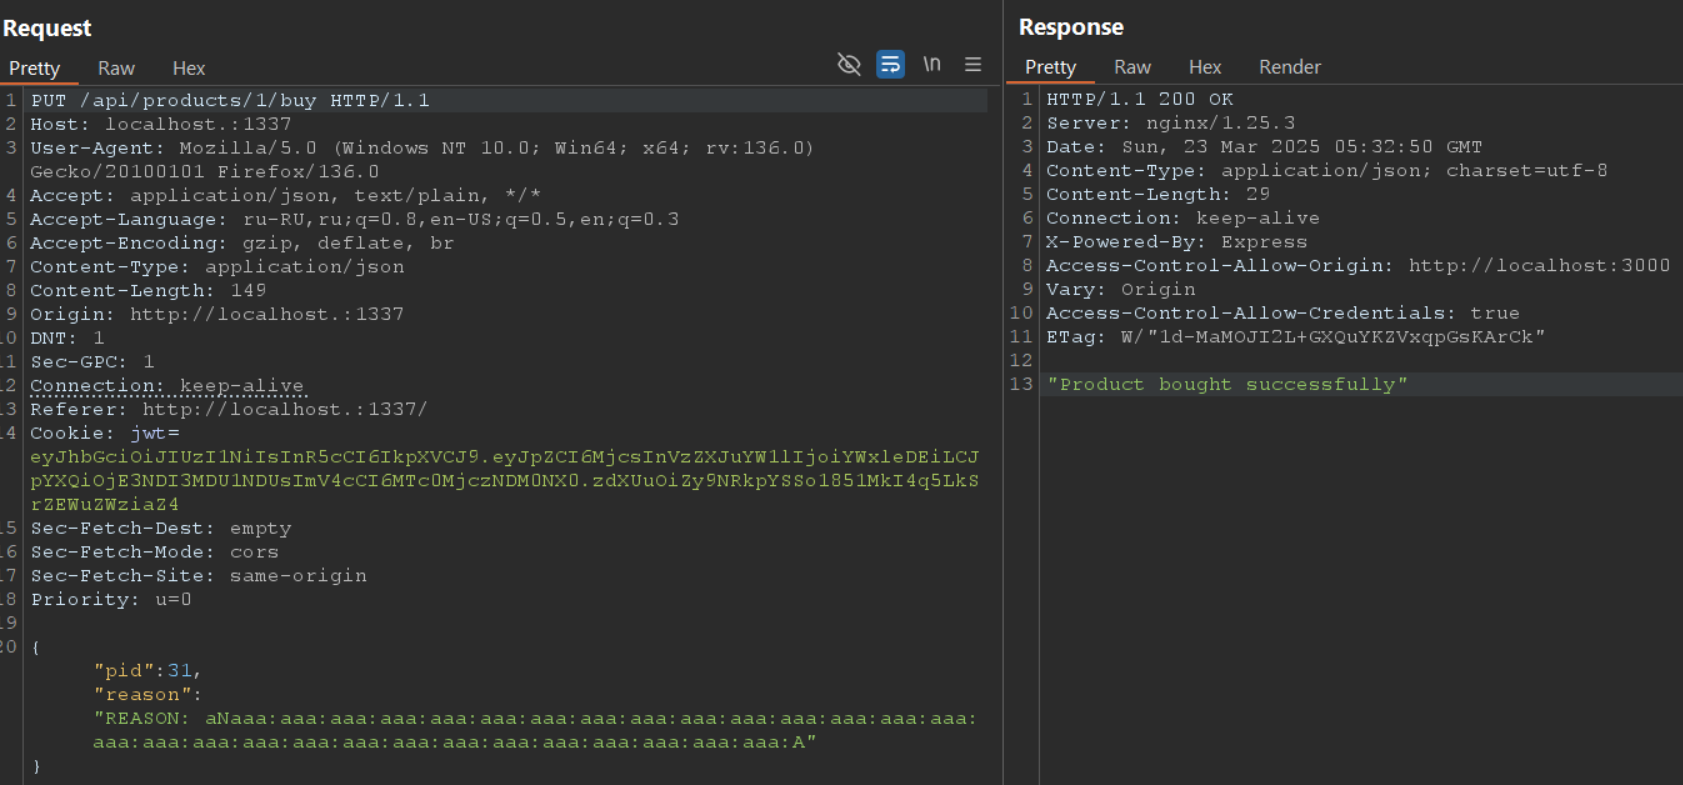 Request
Pretty Raw Hex
\n
1 PUT /api/products/1/buy HTTP/1.1
2 Host: localhost.:1337
3 User-Agent: Mozilla/5.0 (Windows NT 10.0; Win64; x64; rv:136.0)
Gecko/20100101 Firefox/136.0
4 Accept: application/json, text/plain, */*
5 Accept-Language: ru-RU,ru;q=0.8,en-US;q=0.5,en;q=0.3
6 Accept-Encoding: gzip, deflate, br
7 Content-Type: application/json
8 Content-Length: 149
9 Origin: http://localhost.:1337
10 DNT: 1
11 Sec-GPC: 1
12 Connection: keep-alive
13 Referer: http://localhost.:1337/
14 Cookie: jwt=
eyJhbGciOiJIUzI1NiIsInR5cCI6IkpXVCJ9.eyJpZCI6MjcsInVzZXJuYW1lIjoiYWxleDEiLCJ
pYXQiOjE3NDI3MDU1NDUsImV4cCI6MTc0MjczNDM0NX0.zdXUuOiZy9NRkpYSSo1851MkI4q5LkS
rZEWuZWziaZ4
15 Sec-Fetch-Dest: empty
16 Sec-Fetch-Mode: cors
17 Sec-Fetch-Site: same-origin
18 Priority: u=0
19
20 {
"pid":31,
"reason":
"REASON: aNaaa:aaa:aaa:aaa:aaa:aaa:aaa:aaa:aaa:aaa:aaa:aaa:aaa:aaa:aaa:
aaa:aaa:aaa:aaa:aaa:aaa:aaa:aaa:aaa:aaa:aaa:aaa:aaa:aaa:A"
}
Response
Pretty Raw Hex Render
1 HTTP/1.1 200 OK
2 Server: nginx/1.25.3
3 Date: Sun, 23 Mar 2025 05:32:50 GMT
4 Content-Type: application/json; charset=utf-8
5 Content-Length: 29
6 Connection: keep-alive
7 X-Powered-By: Express
8 Access-Control-Allow-Origin: http://localhost:3000
9 Vary: Origin
10 Access-Control-Allow-Credentials: true
11 ETag: W/"1d-MaMOJI2L+GXQuYKZVxqpGsKArCk"
12
13 "Product bought successfully"